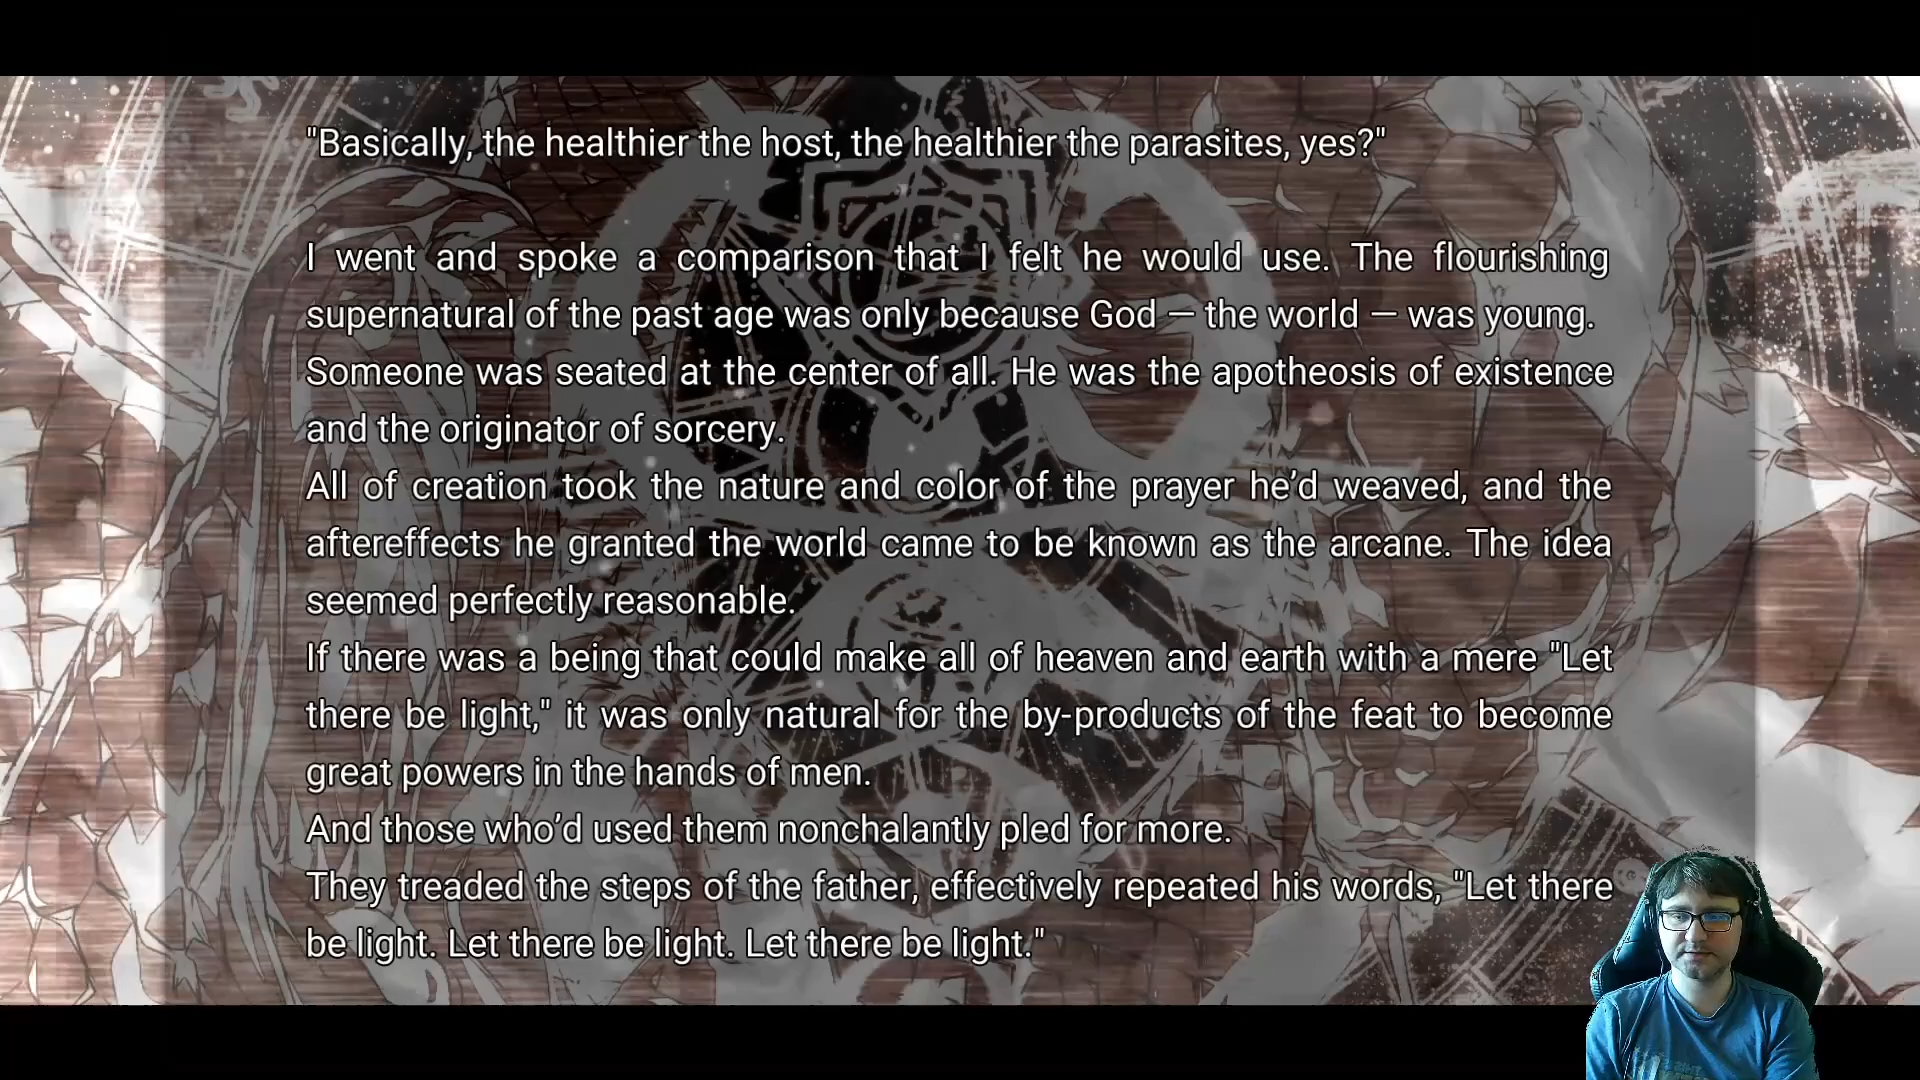 "Basically, the healthier the host, the healthier the parasites, yes?"
I went and spoke a comparison that I felt he would use. The flourishing
supernatural of the past age was only because God — the world — was young.
Someone was seated at the center of all. He was the apotheosis of existence
and the originator of sorcery.
All of creation took the nature and color of the prayer he’d weaved, and the
aftereffects he granted the world came to be known as the arcane. The idea
seemed perfectly reasonable.
If there was a being that could make all of heaven and earth with a mere "Let
there be light," it was only natural for the by-products of the feat to become
great powers in the hands of men.
And those who’d used them nonchalantly pled for more.
They treaded the steps of the father, effectively repeated his words, "Let there
be light. Let there be light. Let there be light."